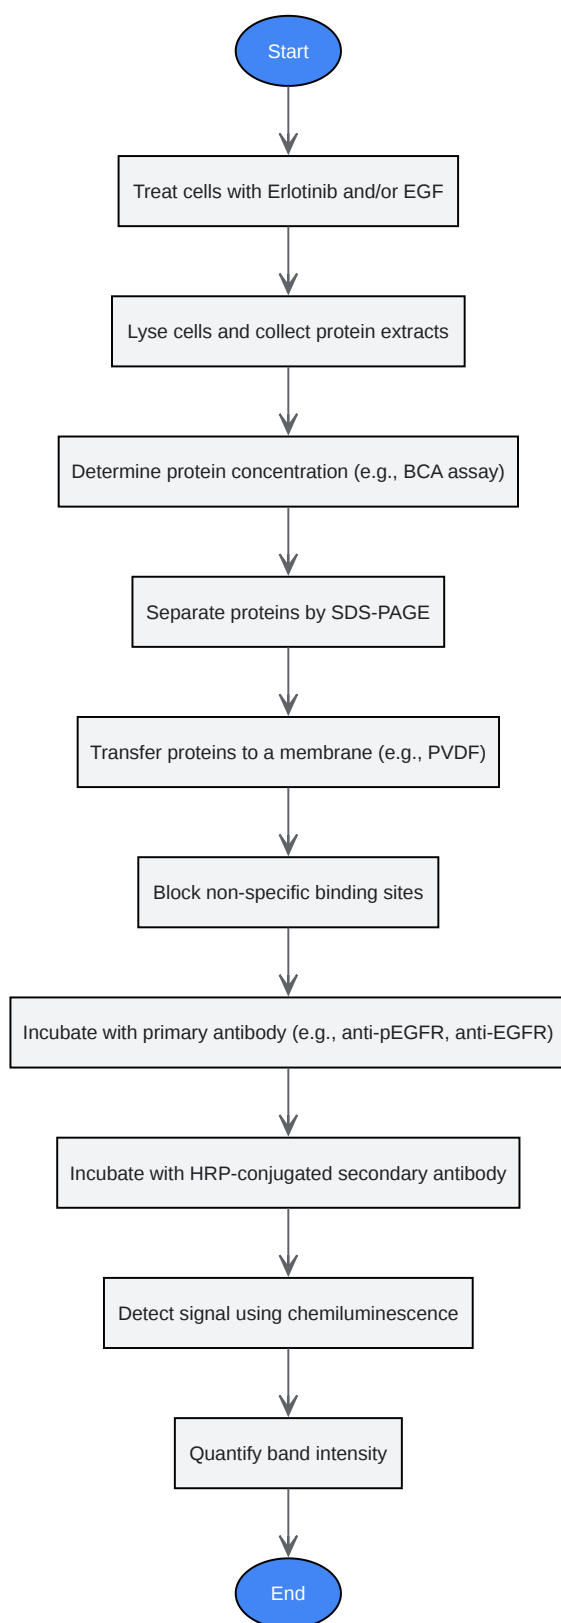 Start
Treat cells with Erlotinib and/or EGF
Lyse cells and collect protein extracts
Determine protein concentration (e.g., BCA assay)
Separate proteins by SDS-PAGE
Transfer proteins to a membrane (e.g., PVDF)
Block non-specific binding sites
Incubate with primary antibody (e.g., anti-pEGFR, anti-EGFR)
Incubate with HRP-conjugated secondary antibody
Detect signal using chemiluminescence
Quantify band intensity
End